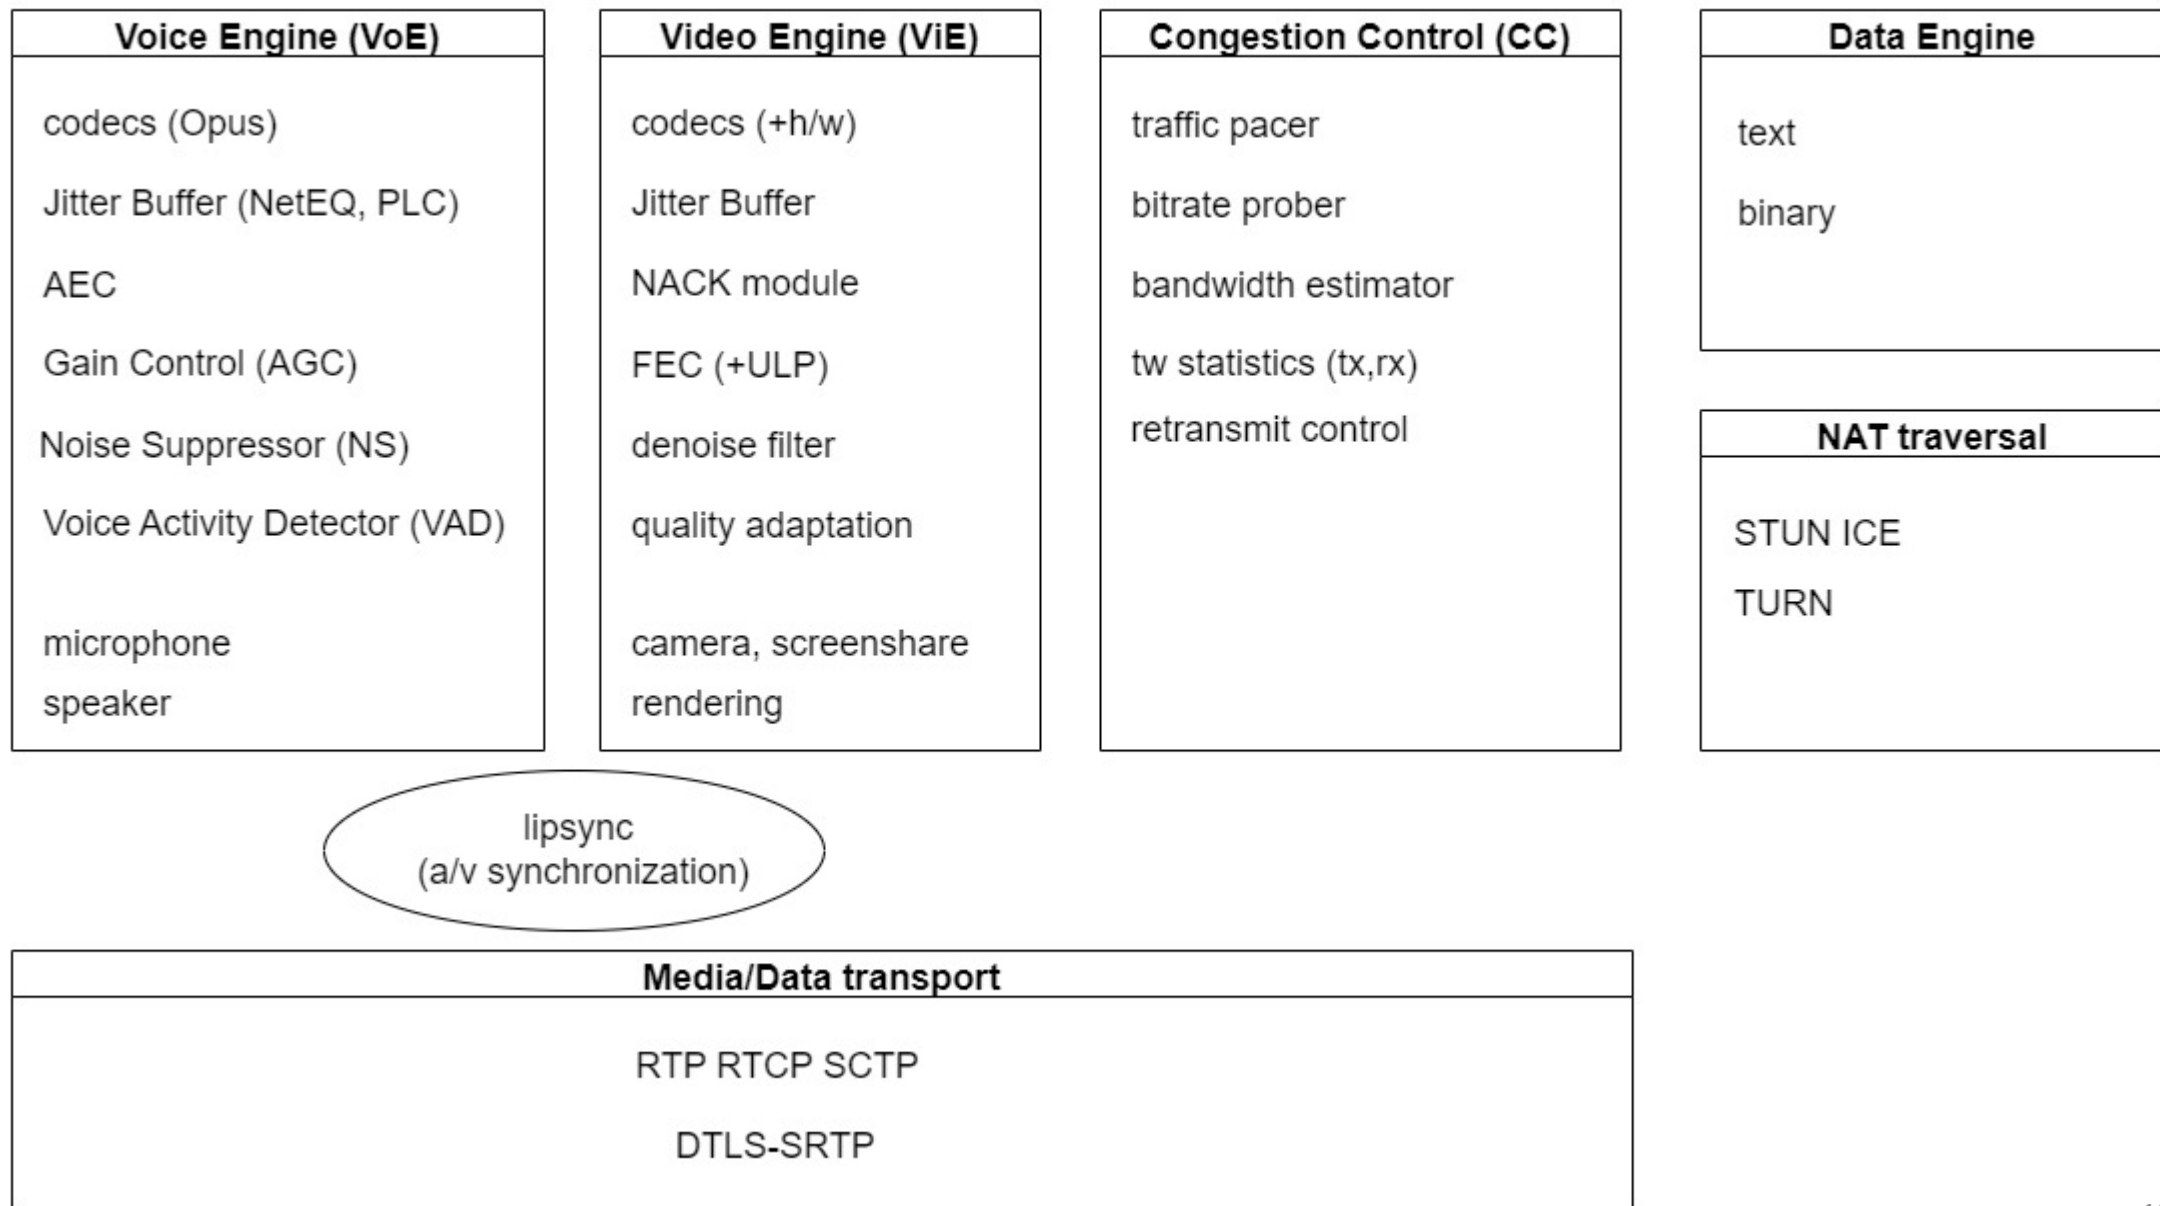 Voice Engine (VoE)
codecs (Opus)
Jitter Buffer (NetEQ, PLC)
AEC
Gain Control (AGC)
Noise Suppressor (NS)
Voice Activity Detector (VAD)
microphone
speaker
Video Engine (ViE)
codecs (+h/w)
Jitter Buffer
NACK module
FEC (+ULP)
denoise filter
quality adaptation
camera, screenshare
rendering
Congestion Control (CC)
traffic pacer
bitrate prober
bandwidth estimator
tw statistics (tx,rx)
retransmit control
Data Engine
text
binary
NAT traversal
STUN ICE
TURN
lipsync
(a/v synchronization)
Media/Data transport
RTP RTCP SCTP
DTLS-SRTP